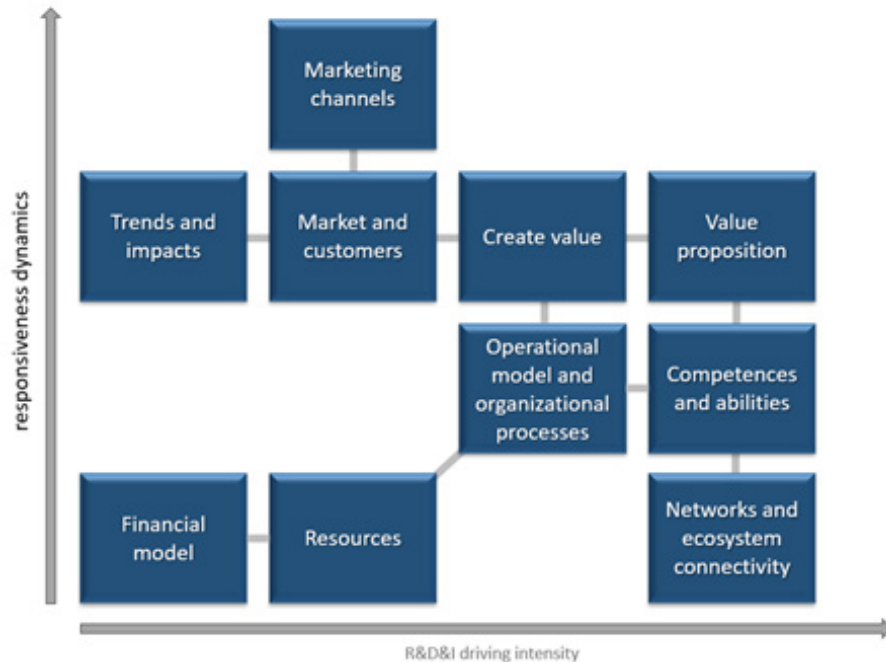 Marketing
channels
responsiveness dynamics
Trends and
impacts
Market and
customers
Create value
Value
proposition
Operational
model and
organizational
processes
Competences
and abilities
Financial
model
Resources
Networks and
ecosystem
connectivity
R&D&I driving intensity